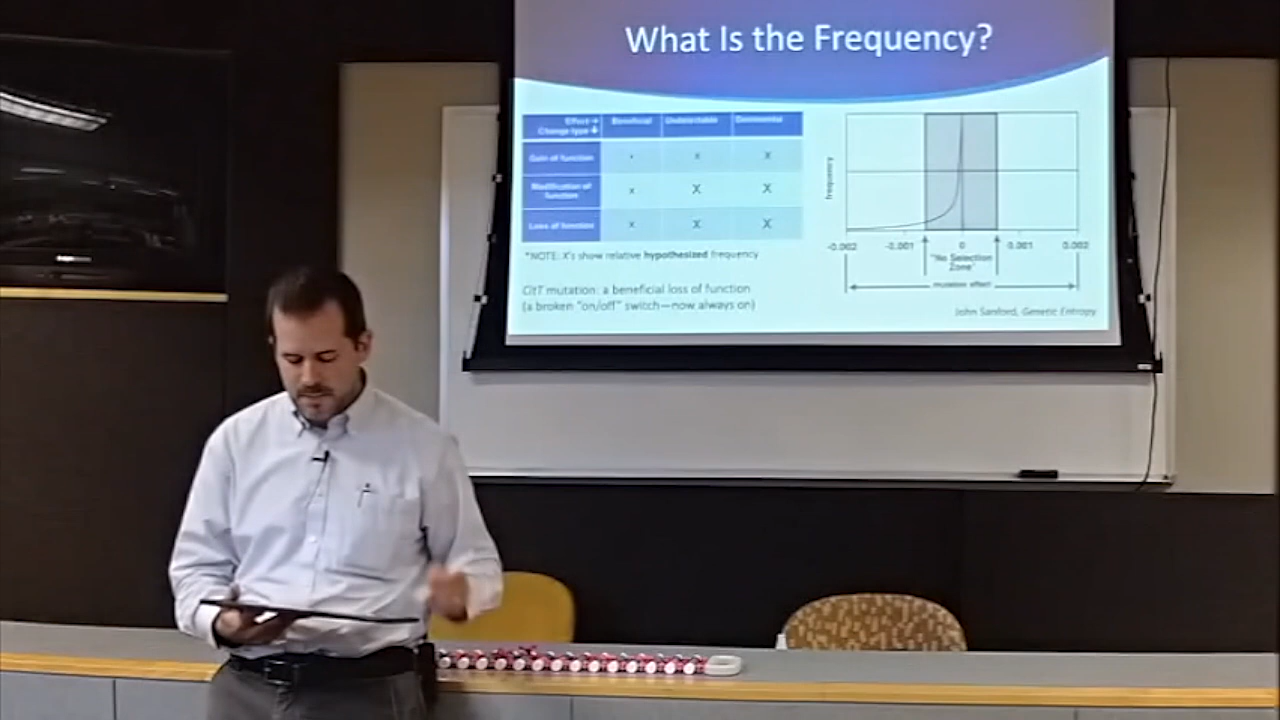 What Is the Frequency?
Effect → Beneficial Undetectable Detrimental
Change type ↓
Gain of function x x x
Modification of
function x X X
Loss of function x X X
*NOTE: X's show relative hypothesized frequency
CitT mutation: a beneficial loss of function
(a broken "on/off" switch—now always on)
frequency
-0.002 -0.001 0 0.001 0.002
"No Selection
Zone"
mutation effect
John Sanford, Genetic Entropy